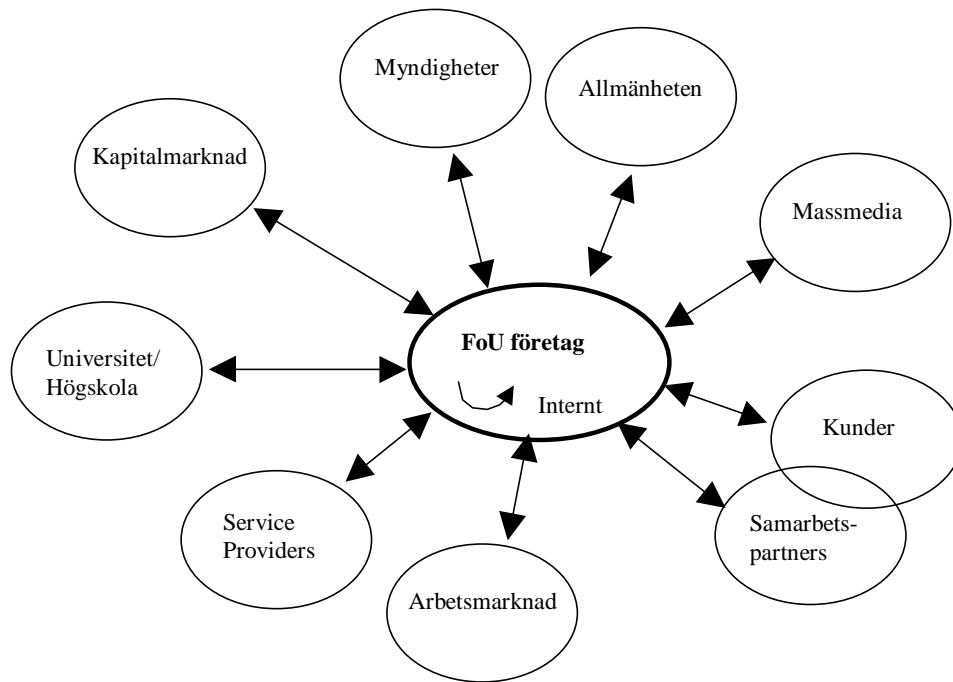 Myndigheter
Allmänheten
Kapitalmarknad
Massmedia
FoU företag
Universitet/
Högskola
Internt
Kunder
Service
Providers
Samarbets-
partners
Arbetsmarknad